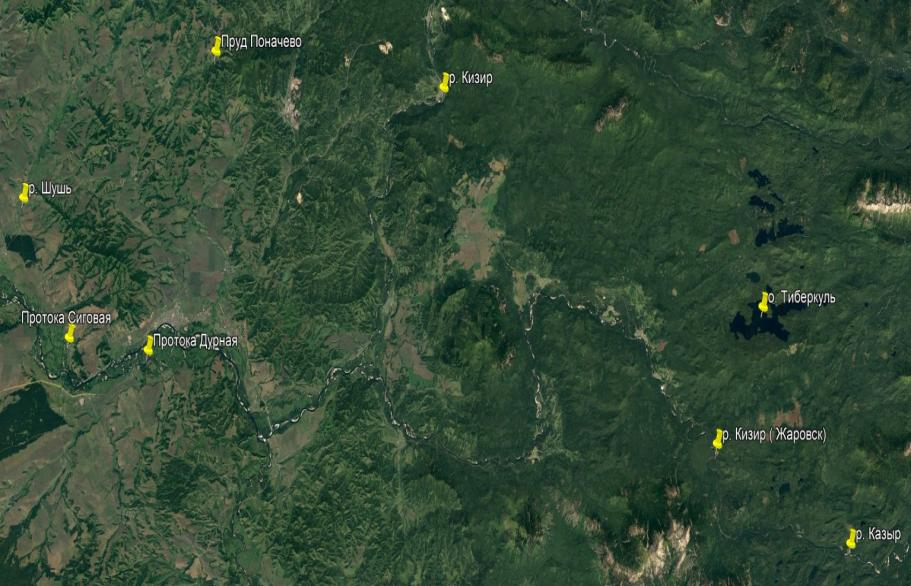 Пруд Поначево
р. Кизир
р. Шушь
о. Тиберкуль
Протока Сиговая
Протока Дурная
р. Кизир ( Жаровск)
р. Казыр